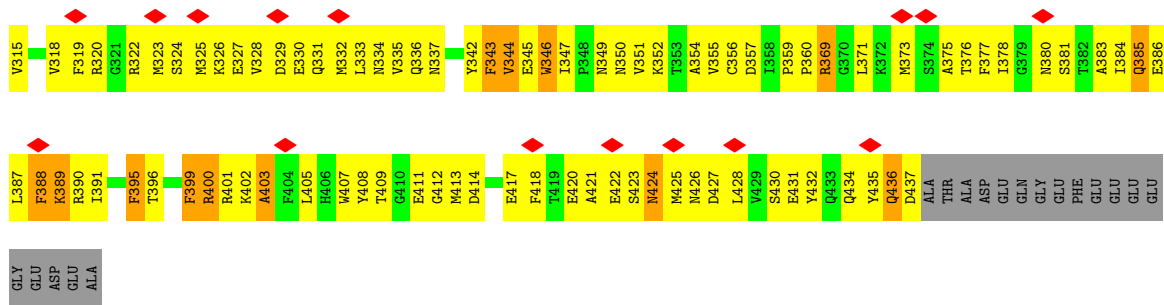 V315 V318 F319 R320 G321 R322 M323 S324 M325 K326 E327 V328 D329 E330 Q331 M332 L333 N334 V335 Q336 N337 Y342 F343 V344 E345 W346 I347 P348 N349 N350 V351 K352 T353 A354 V355 C356 D357 I358 P359 P360 R369 G370 L371 K372 M373 S374 A375 T376 F377 I378 G379 N380 S381 T382 A383 I384 Q385 E386
L387 F388 K389 R390 I391 F395 T396 F399 R400 R401 K402 A403 F404 L405 H406 W407 Y408 T409 G410 E411 G412 M413 D414 E417 F418 T419 E420 A421 E422 S423 N424 M425 N426 D427 L428 V429 S430 E431 Y432 Q433 Q434 Y435 Q436 D437 ALA THR ALA ASP GLU GLN GLY GLU PHE GLU GLU GLU GLU
GLY GLU ASP GLU ALA